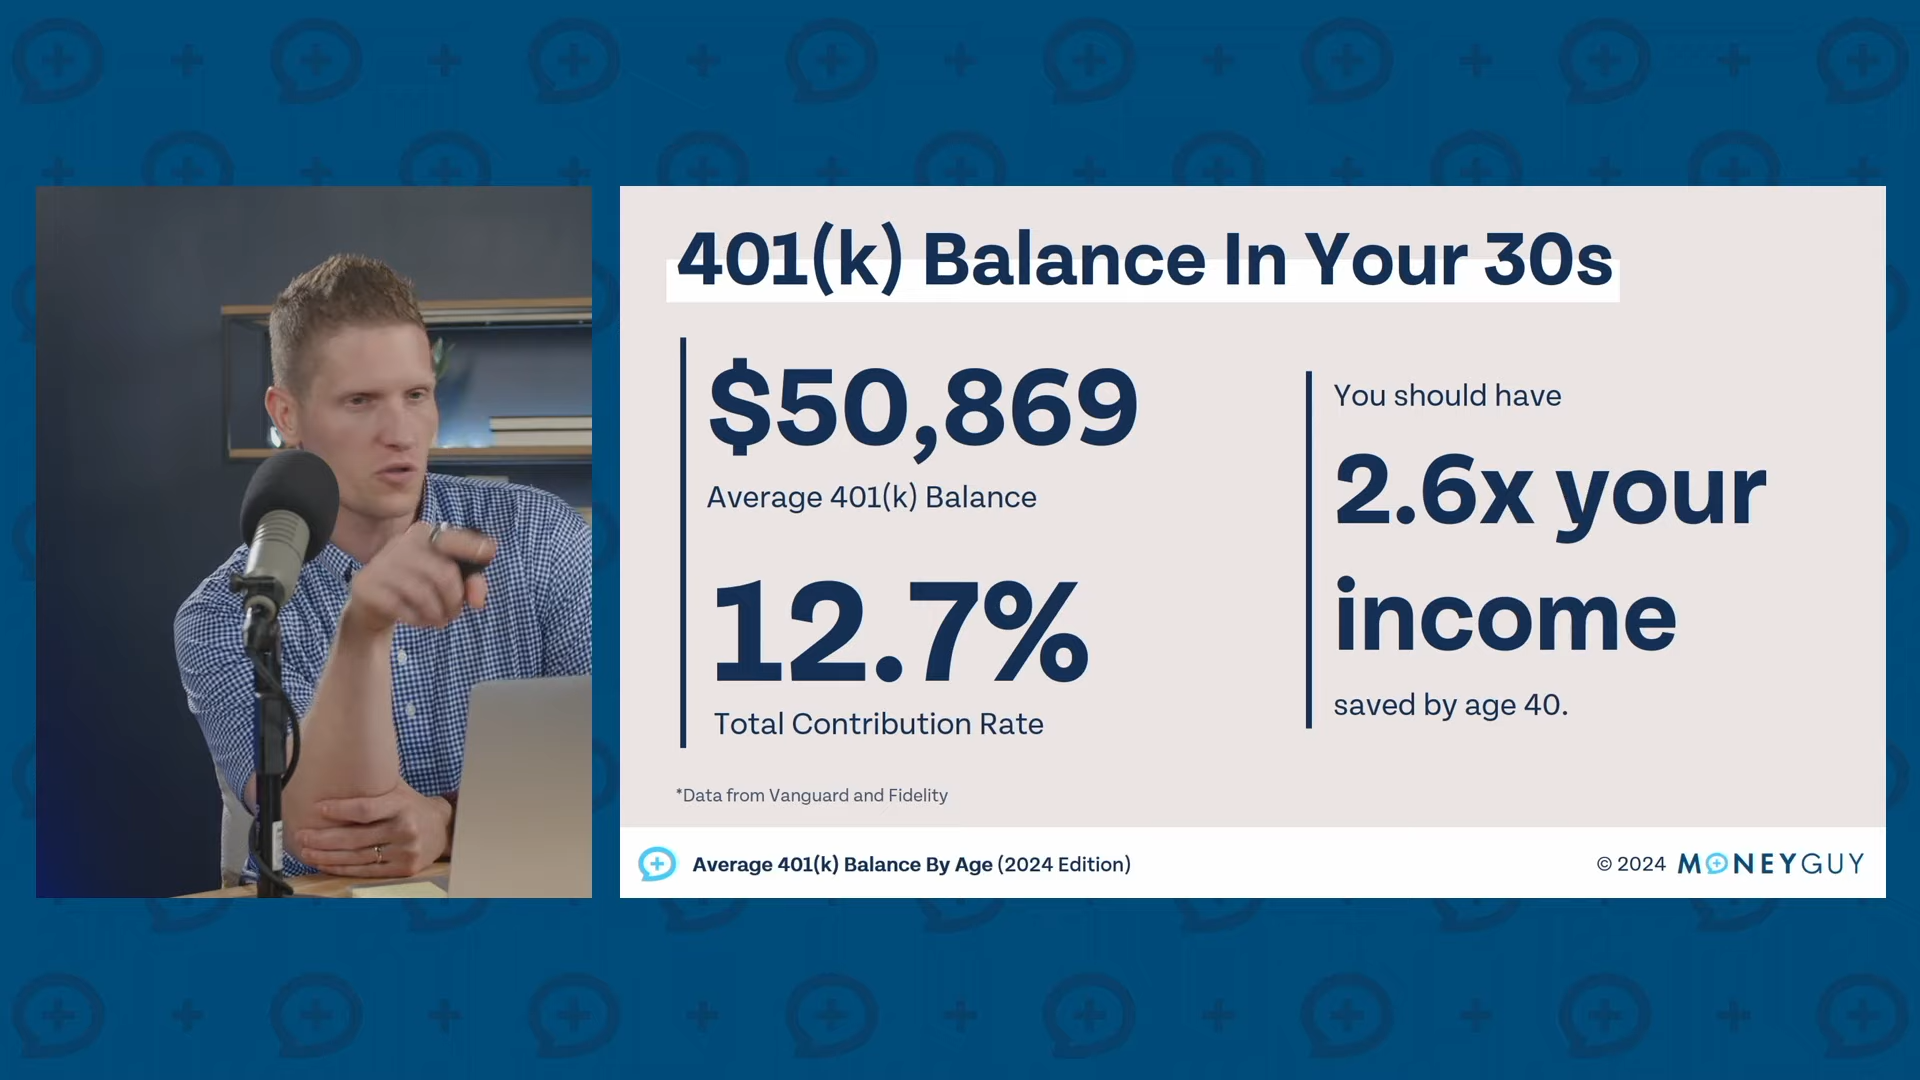 401(k) Balance In Your 30s
$50,869
Average 401(k) Balance
12.7%
Total Contribution Rate
You should have
2.6x your
income
saved by age 40.
*Data from Vanguard and Fidelity
Average 401(k) Balance By Age (2024 Edition)
© 2024 MONEYGUY